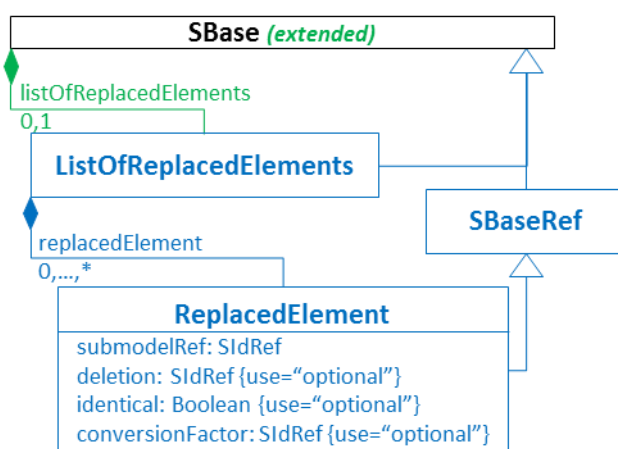 SBase (extended)
listOfReplacedElements
0,1
ListOfReplacedElements
SBaseRef
replacedElement
0,...,*
ReplacedElement
submodelRef: SIdRef
deletion: SIdRef {use=“optional”}
identical: Boolean {use=“optional”}
conversionFactor: SIdRef {use=“optional”}